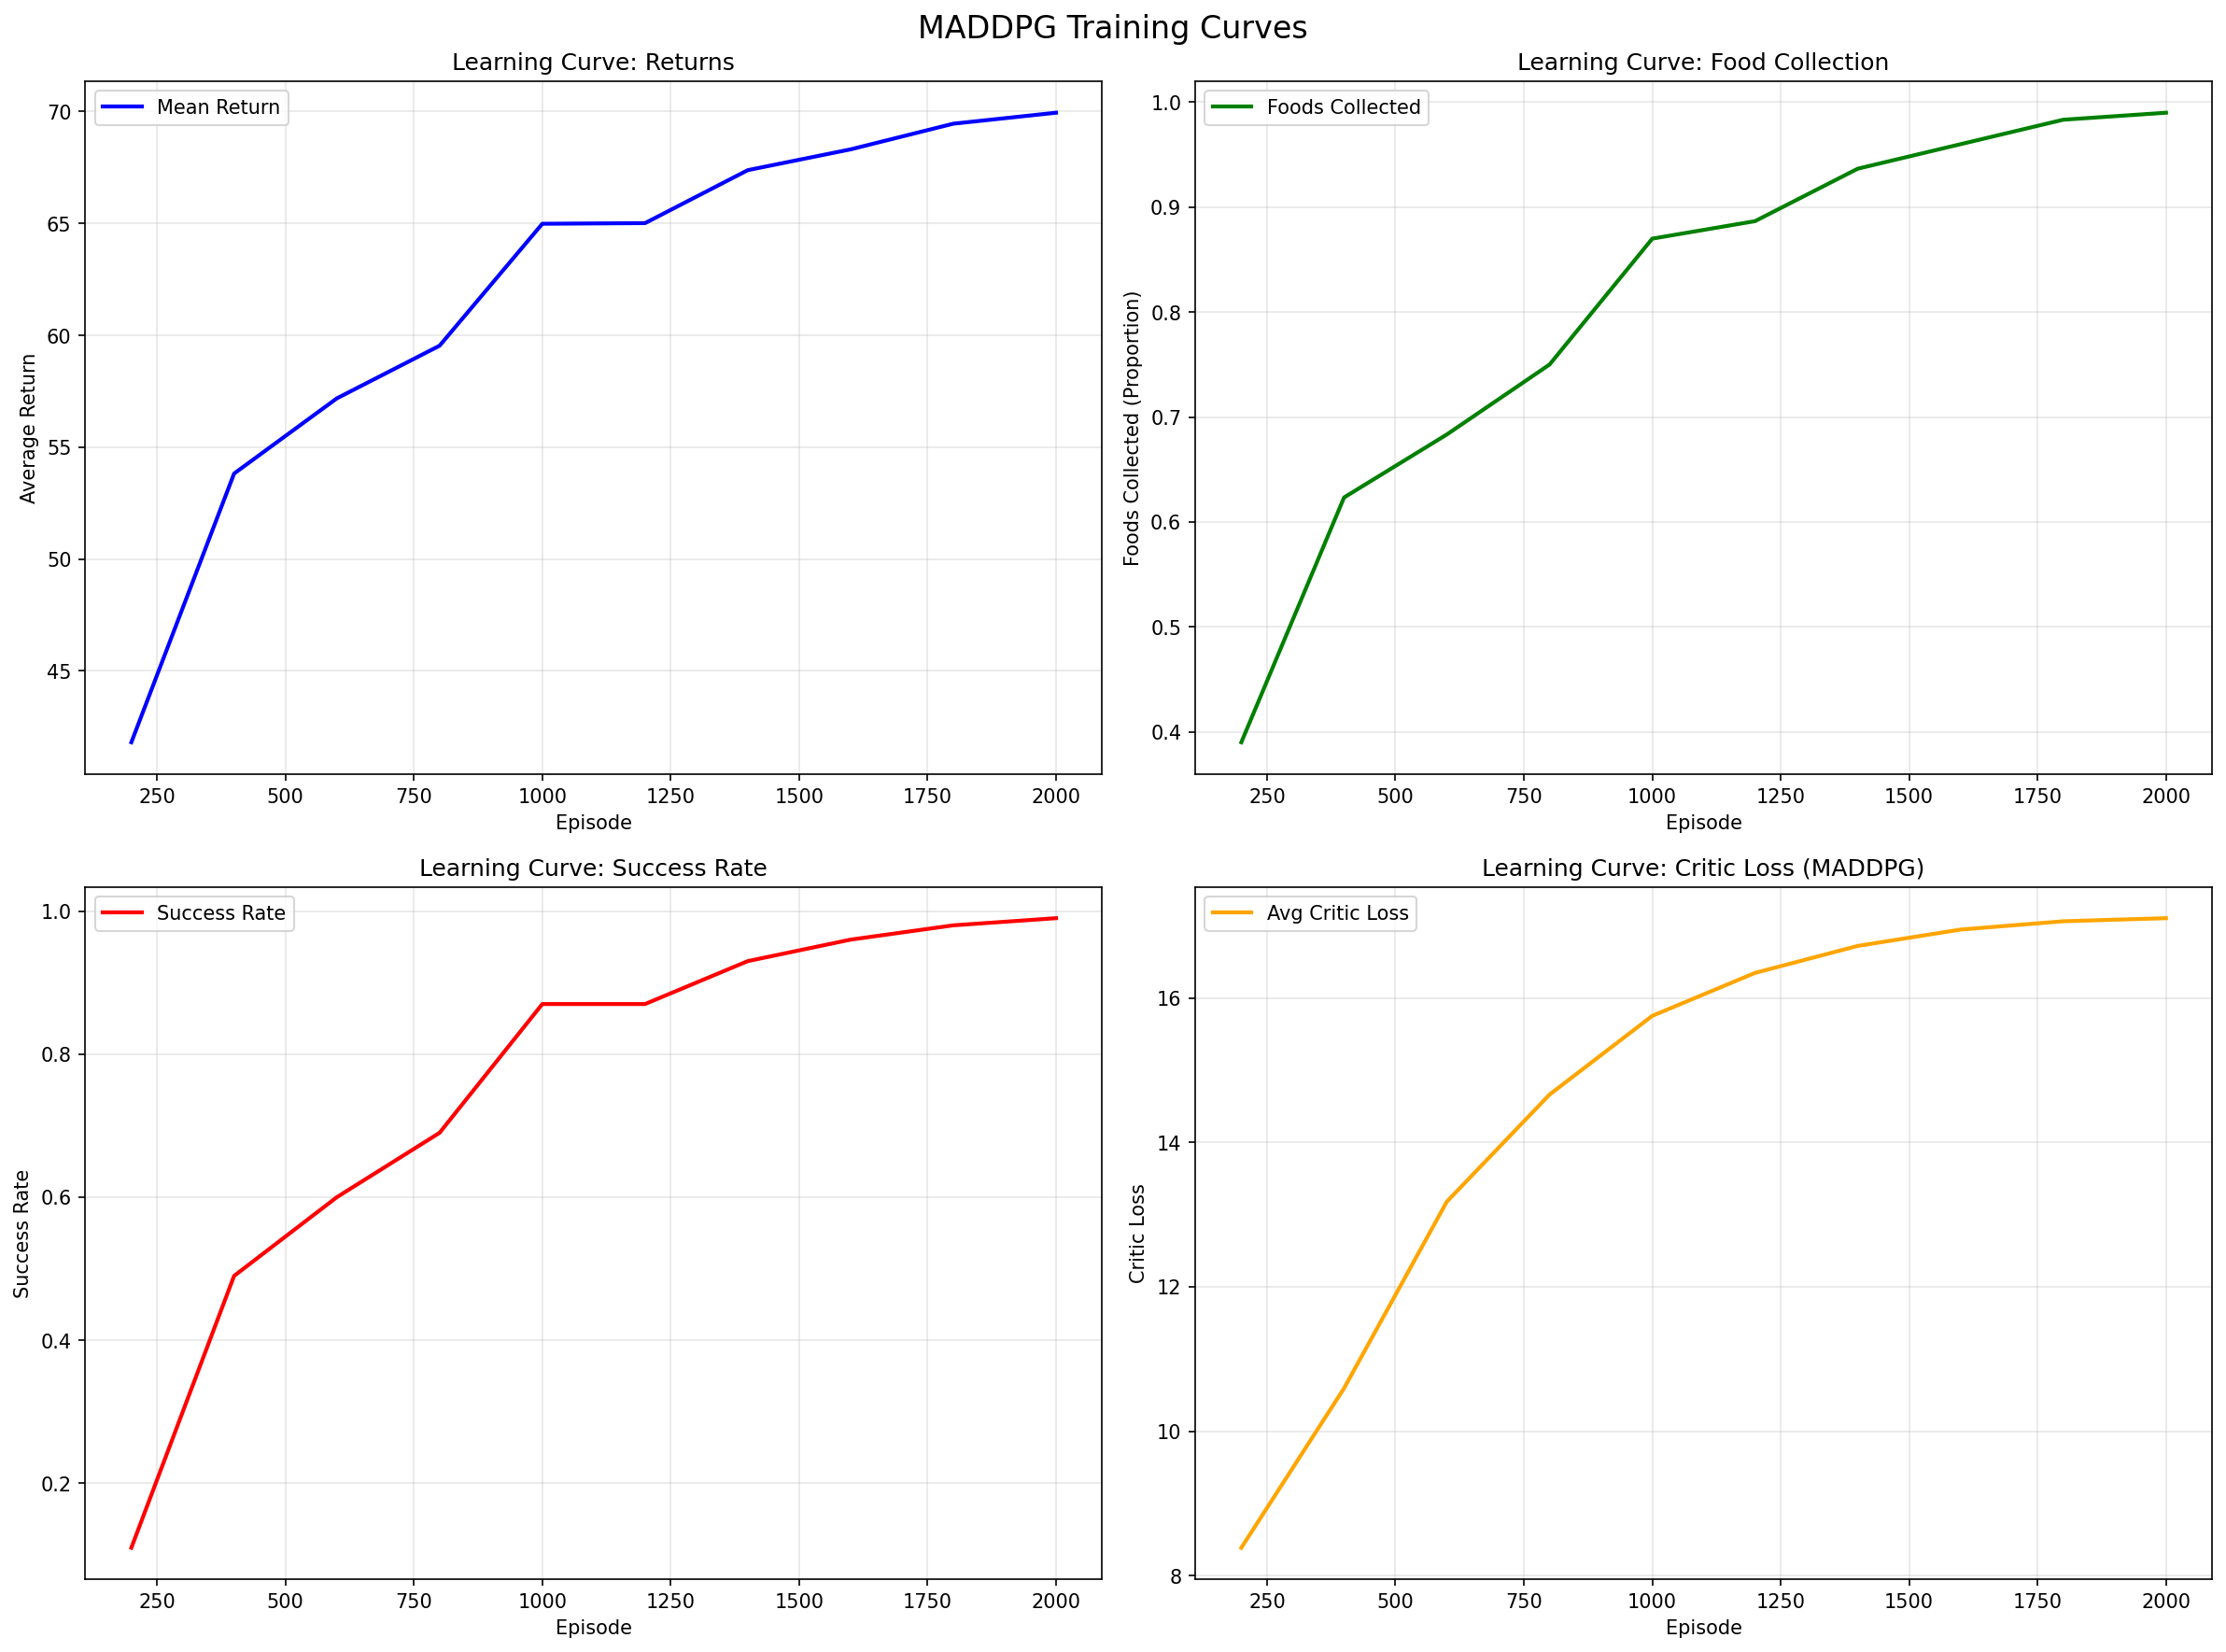 MADDPG Training Curves
Learning Curve: Returns
Mean Return
70
65
60
55
50
45
Average Return
250 500 750 1000 1250 1500 1750 2000
Episode
Learning Curve: Food Collection
Foods Collected
1.0
0.9
0.8
0.7
0.6
0.5
0.4
Foods Collected (Proportion)
250 500 750 1000 1250 1500 1750 2000
Episode
Learning Curve: Success Rate
Success Rate
1.0
0.8
0.6
0.4
0.2
Success Rate
250 500 750 1000 1250 1500 1750 2000
Episode
Learning Curve: Critic Loss (MADDPG)
Avg Critic Loss
16
14
12
10
8
Critic Loss
250 500 750 1000 1250 1500 1750 2000
Episode